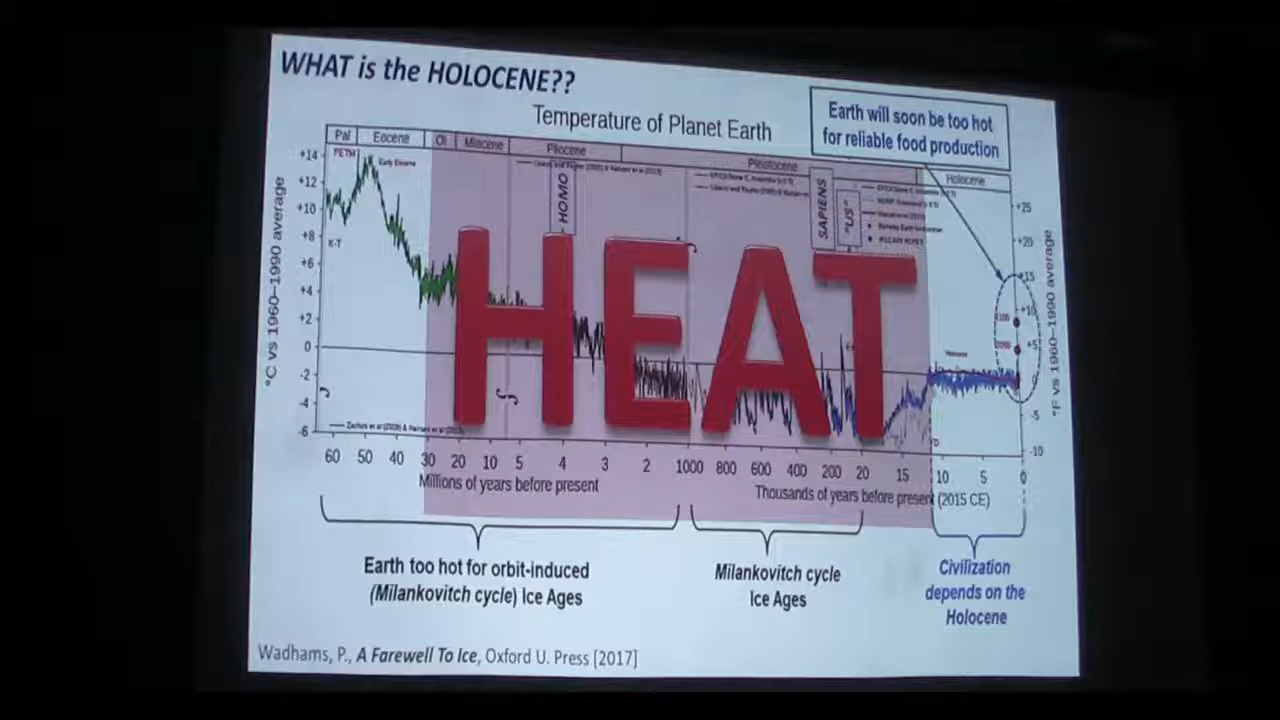 WHAT is the HOLOCENE??
Temperature of Planet Earth
Earth will soon be too hot
for reliable food production
Pal Eocene Ol Miocene Pliocene Pleistocene Holocene
PETM
Early Eocene
K-T
HOMO
SAPIENS
"US"
HEAT
°C vs 1960–1990 average
+14
+12
+10
+8
+6
+4
+2
0
-2
-4
-6
+25
+20
+15
+10
+5
0
-5
-10
°F vs 1960–1990 average
2100
2050
Holocene
60 50 40 30 20 10 5 4 3 2 1000 800 600 400 200 20 15 10 5 0
Millions of years before present
Thousands of years before present (2015 CE)
Earth too hot for orbit-induced
(Milankovitch cycle) Ice Ages
Milankovitch cycle
Ice Ages
Civilization
depends on the
Holocene
Wadhams, P., A Farewell To Ice, Oxford U. Press [2017]